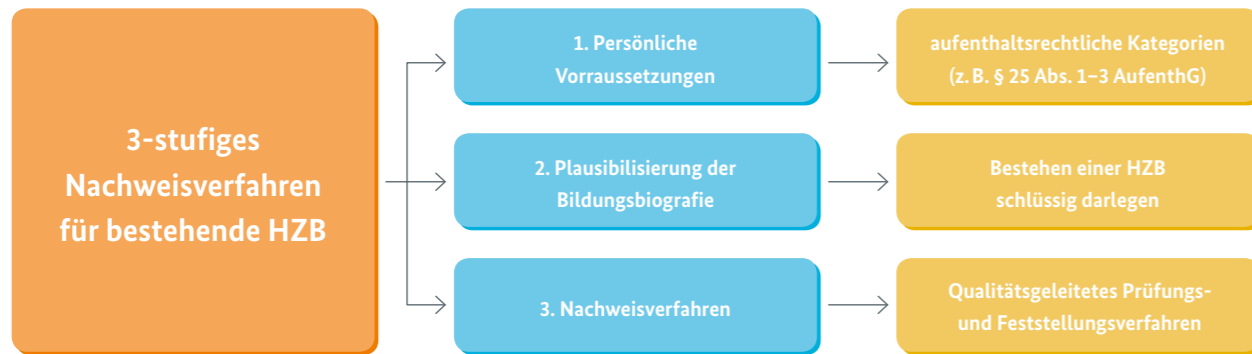 3-stufiges
Nachweisverfahren
für bestehende HZB
1. Persönliche
Vorraussetzungen
aufenthaltsrechtliche Kategorien
(z. B. § 25 Abs. 1–3 AufenthG)
2. Plausibilisierung der
Bildungsbiografie
Bestehen einer HZB
schlüssig darlegen
3. Nachweisverfahren
Qualitätsgeleitetes Prüfungs-
und Feststellungsverfahren